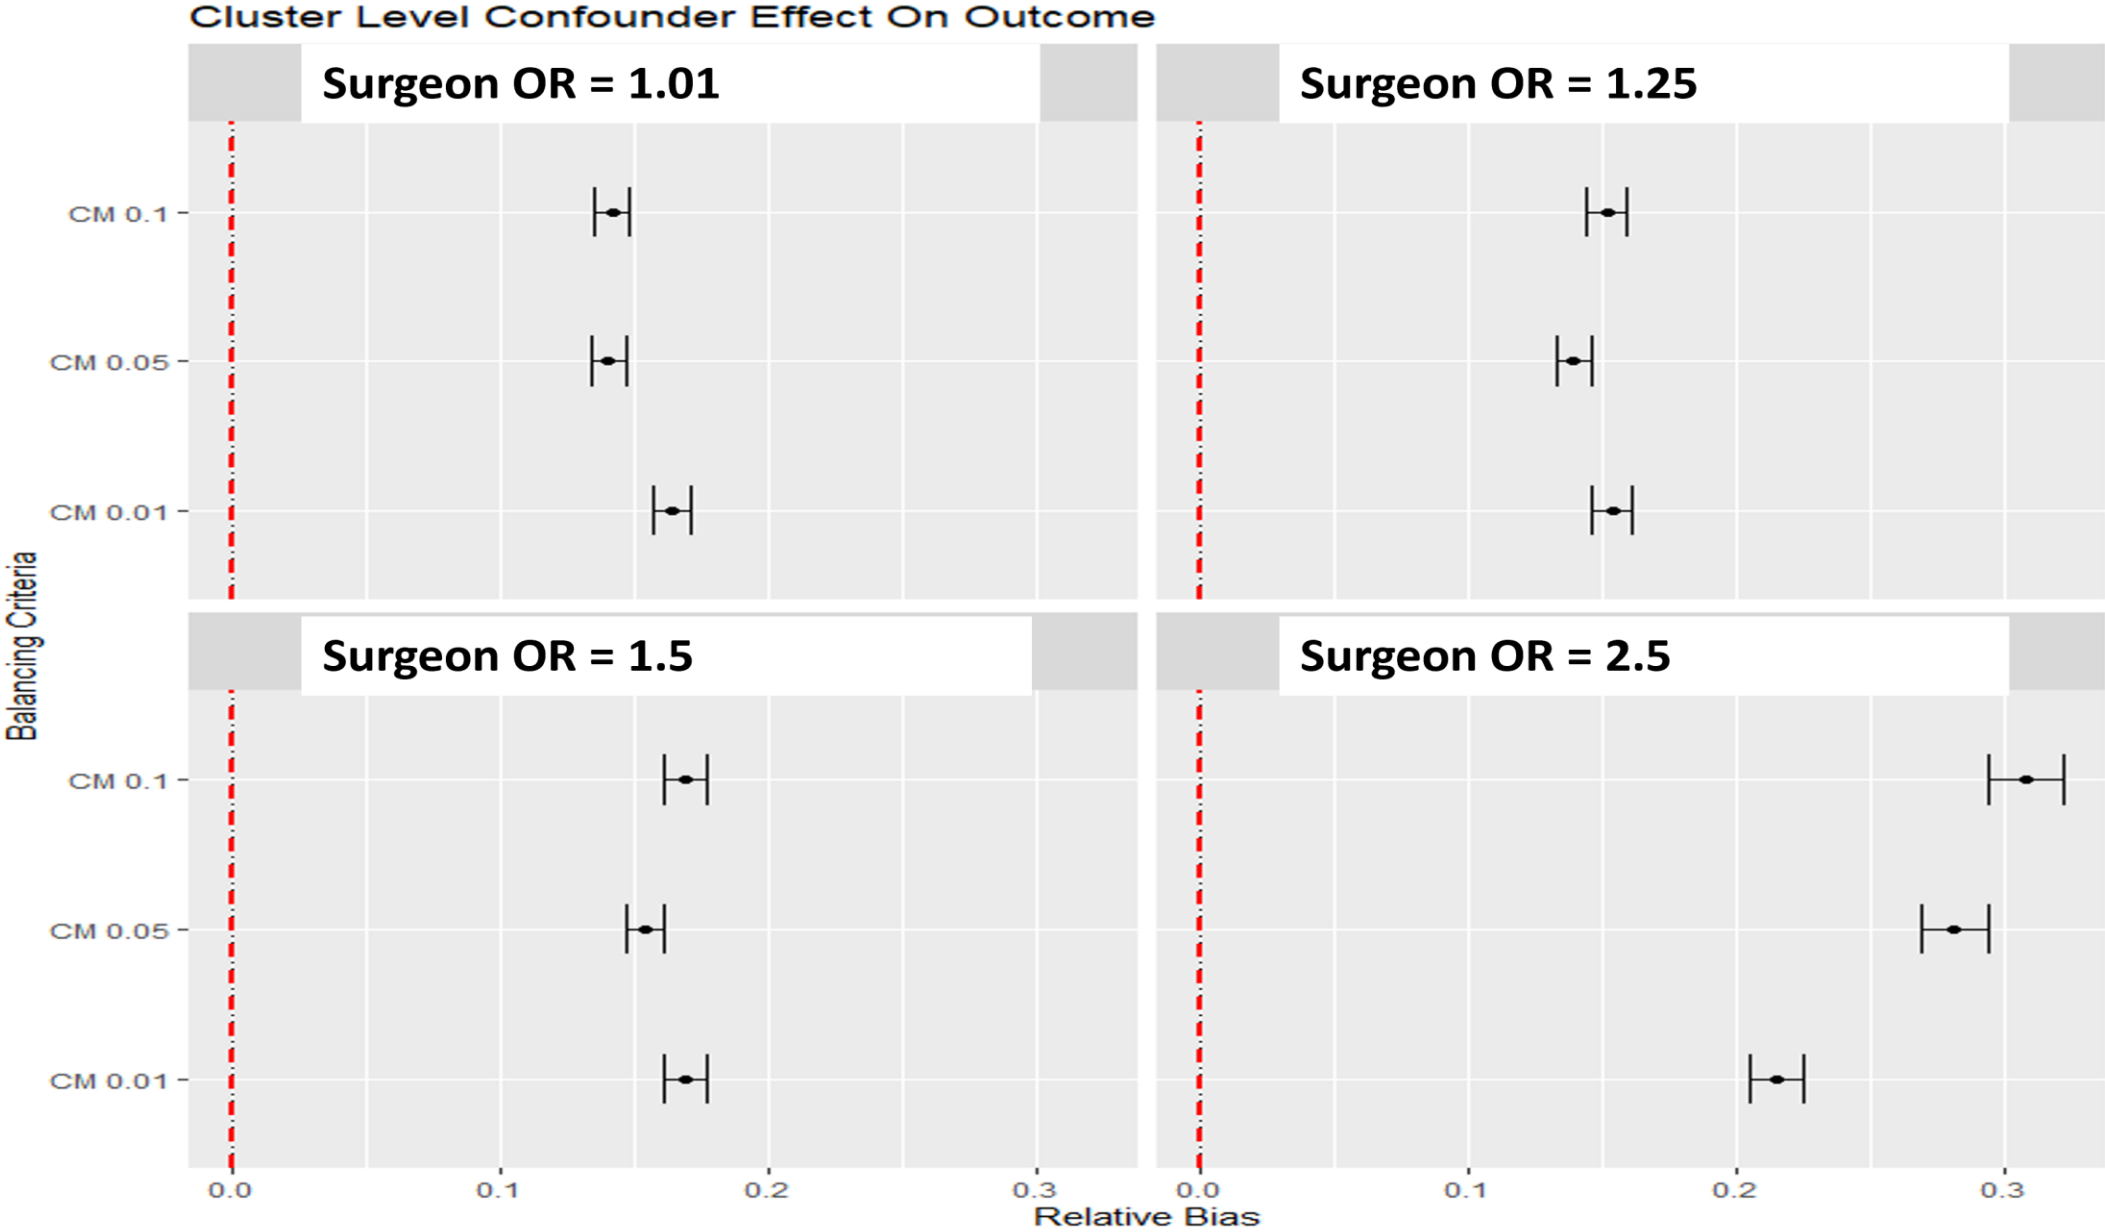 Cluster Level Confounder Effect On Outcome
Surgeon OR = 1.01
Surgeon OR = 1.25
CM 0.1
CM 0.05
CM 0.01
Balancing Criteria
Surgeon OR = 1.5
Surgeon OR = 2.5
CM 0.1
CM 0.05
CM 0.01
0.0 0.1 0.2 0.3 0.0 0.1 0.2 0.3
Relative Bias